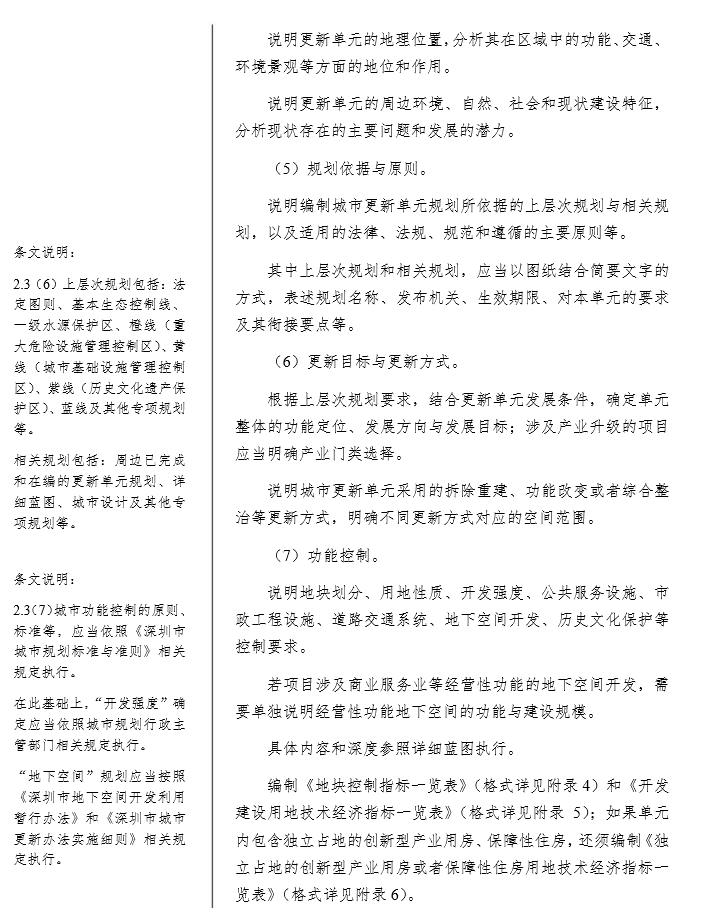 说明更新单元的地理位置，分析其在区域中的功能、交通、
环境景观等方面的地位和作用。
说明更新单元的周边环境、自然、社会和现状建设特征，
分析现状存在的主要问题和发展的潜力。
（5）规划依据与原则。
说明编制城市更新单元规划所依据的上层次规划与相关规
划，以及适用的法律、法规、规范和遵循的主要原则等。
其中上层次规划和相关规划，应当以图纸结合简要文字的
方式，表述规划名称、发布机关、生效期限、对本单元的要求
及其衔接要点等。
（6）更新目标与更新方式。
根据上层次规划要求，结合更新单元发展条件，确定单元
整体的功能定位、发展方向与发展目标；涉及产业升级的项目
应当明确产业门类选择。
说明城市更新单元采用的拆除重建、功能改变或者综合整
治等更新方式，明确不同更新方式对应的空间范围。
（7）功能控制。
说明地块划分、用地性质、开发强度、公共服务设施、市
政工程设施、道路交通系统、地下空间开发、历史文化保护等
控制要求。
若项目涉及商业服务业等经营性功能的地下空间开发，需
要单独说明经营性功能地下空间的功能与建设规模。
具体内容和深度参照详细蓝图执行。
编制《地块控制指标一览表》（格式详见附录4）和《开发
建设用地技术经济指标一览表》（格式详见附录 5）；如果单元
内包含独立占地的创新型产业用房、保障性住房，还须编制《独
立占地的创新型产业用房或者保障性住房用地技术经济指标一
览表》（格式详见附录6）。
条文说明：
2.3（6）上层次规划包括：法
定图则、基本生态控制线、
一级水源保护区、橙线（重
大危险设施管理控制区）、黄
线（城市基础设施管理控制
区）、紫线（历史文化遗产保
护区）、蓝线及其他专项规划
等。
相关规划包括：周边已完成
和在编的更新单元规划、详
细蓝图、城市设计及其他专
项规划等。
条文说明：
2.3（7）城市功能控制的原则、
标准等，应当依照《深圳市
城市规划标准与准则》相关
规定执行。
在此基础上，“开发强度”确
定应当依照城市规划行政主
管部门相关规定执行。
“地下空间”规划应当按照
《深圳市地下空间开发利用
暂行办法》和《深圳市城市
更新办法实施细则》相关规
定执行。